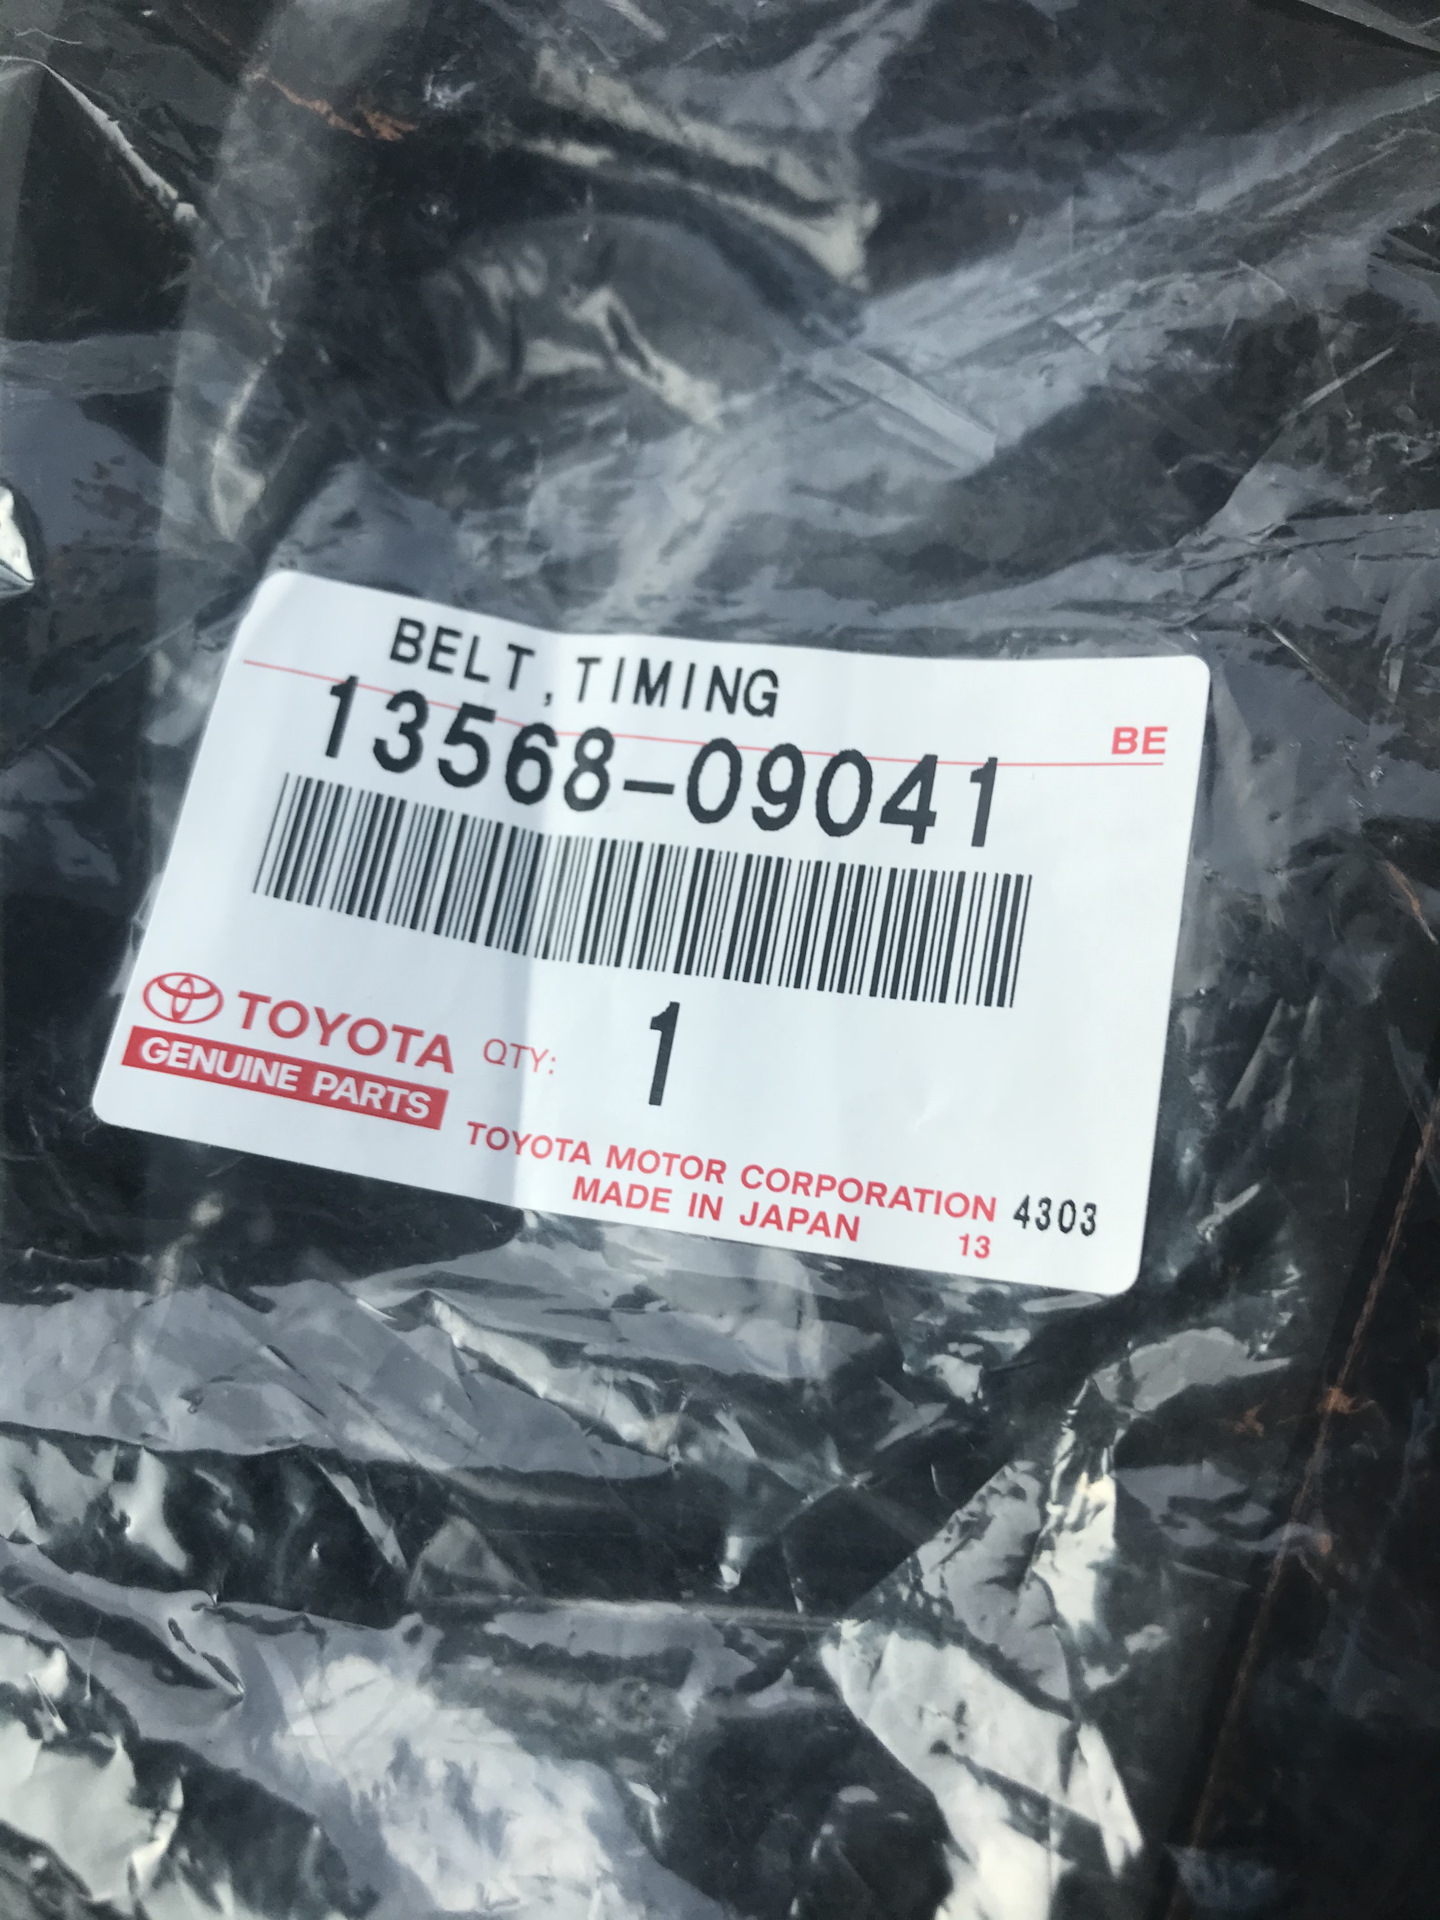 BELT,TIMING
BE
13568-09041
TOYOTA
GENUINE PARTS
QTY: 1
TOYOTA MOTOR CORPORATION 4303
MADE IN JAPAN 13